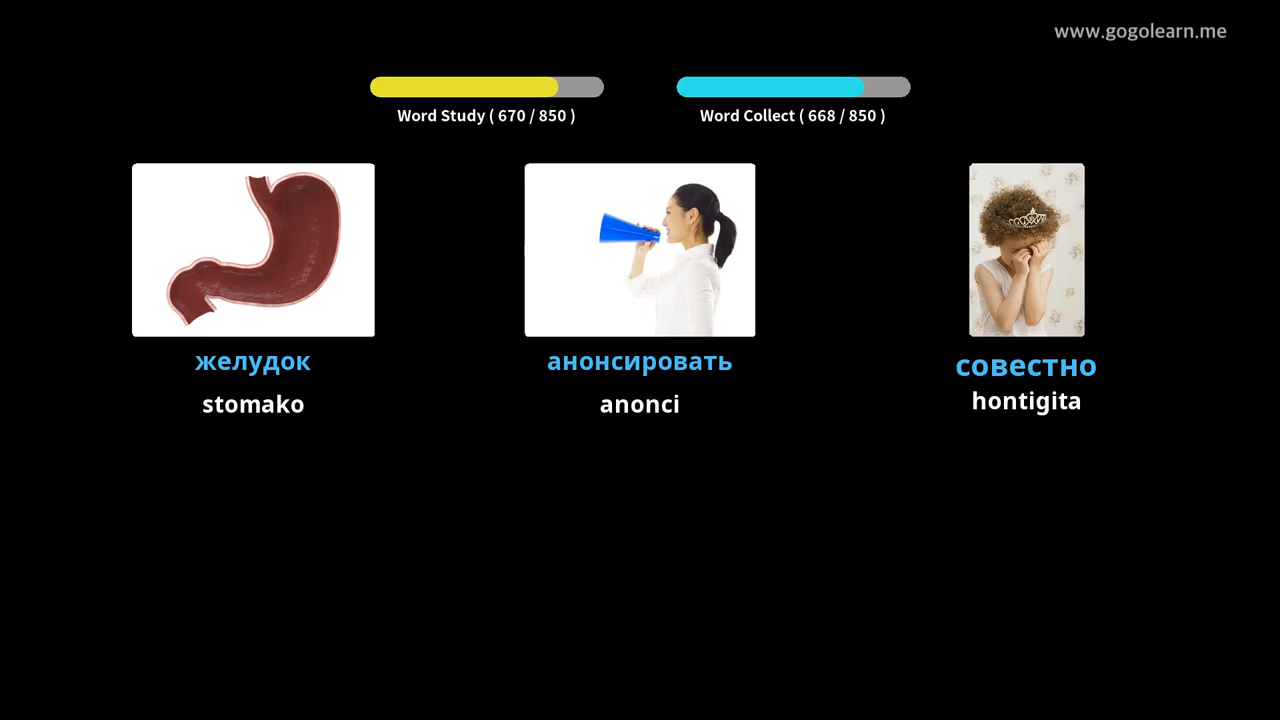 www.gogolearn.me
Word Study ( 670 / 850 )
Word Collect ( 668 / 850 )
желудок
stomako
анонсировать
anonci
совестно
hontigita